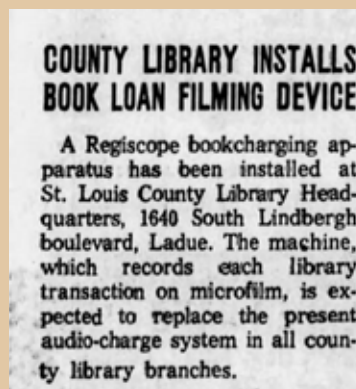 COUNTY LIBRARY INSTALLS
BOOK LOAN FILMING DEVICE
A Regiscope bookcharging ap-
paratus has been installed at
St. Louis County Library Head-
quarters, 1640 South Lindbergh
boulevard, Ladue. The machine,
which records each library
transaction on microfilm, is ex-
pected to replace the present
audio-charge system in all coun-
ty library branches.